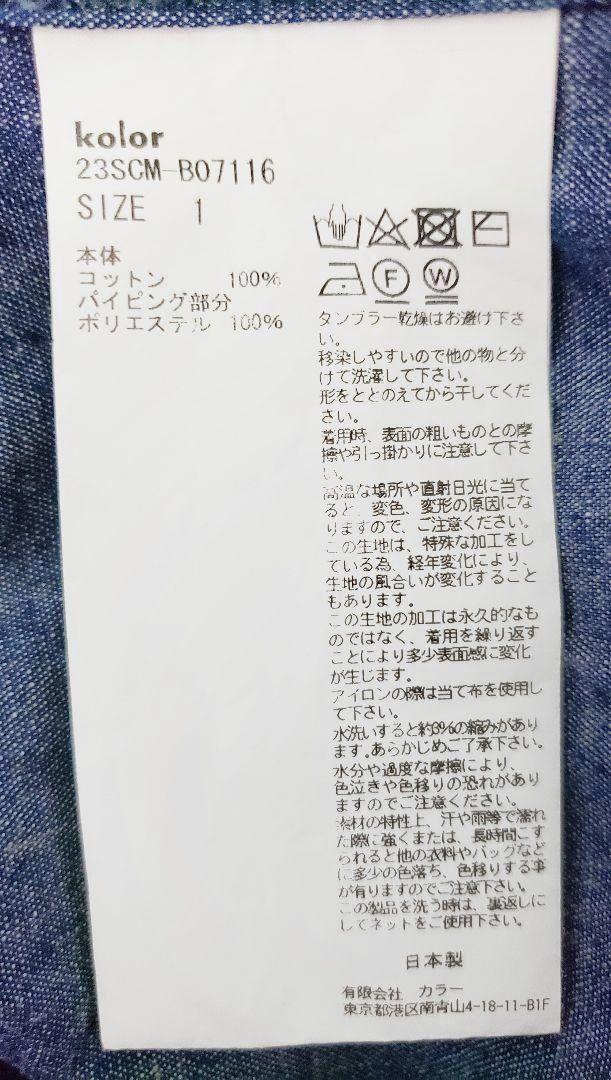 kolor
23SCM-B07116
SIZE 1
本体
コットン 100%
パイピング部分
ポリエステル 100%
F W
タンブラー乾燥はお避け下さ
い。
移染しやすいので他の物と分
けて洗濯して下さい。
形をととのえてから干してくだ
さい。
着用時、表面の粗いものとの摩
擦や引っ掛かりに注意して下さ
い。
高温な場所や直射日光に当て
ると、変色、変形の原因にな
りますので、ご注意ください。
この生地は、特殊な加工をし
ている為、経年変化により、
生地の風合いが変化すること
もあります。
この生地の加工は永久的なも
のではなく、着用を繰り返す
ことにより多少表面感に変化
が生じます。
アイロンの際は当て布を使用し
て下さい。
水洗いすると約3%の縮みがあり
ます。あらかじめご了承下さい。
水分や過度な摩擦により、
色泣きや色移りの恐れがあり
ますのでご注意ください。
素材の特性上、汗や雨等で濡れ
た際に強くまたは、長時間こす
られると他の衣料やバッグなど
に多少の色落ち、色移りする事
が有りますのでご注意下さい。
この製品を洗う時は、裏返しに
してネットをご使用下さい。
日本製
有限会社 カラー
東京都港区南青山4-18-11-B1F